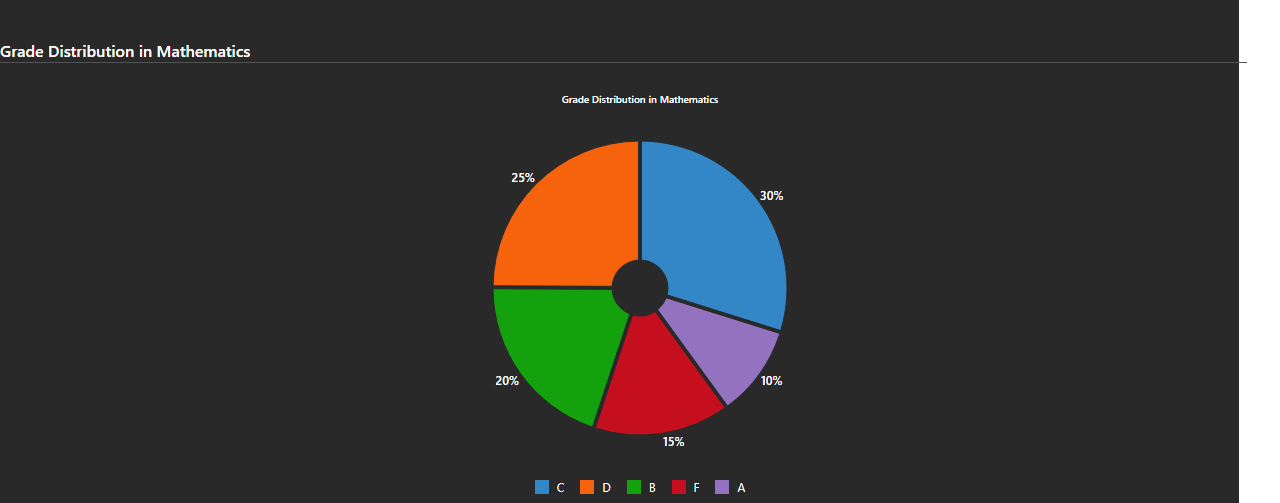 Grade Distribution in Mathematics
Grade Distribution in Mathematics
25%
30%
20%
10%
15%
C D B F A